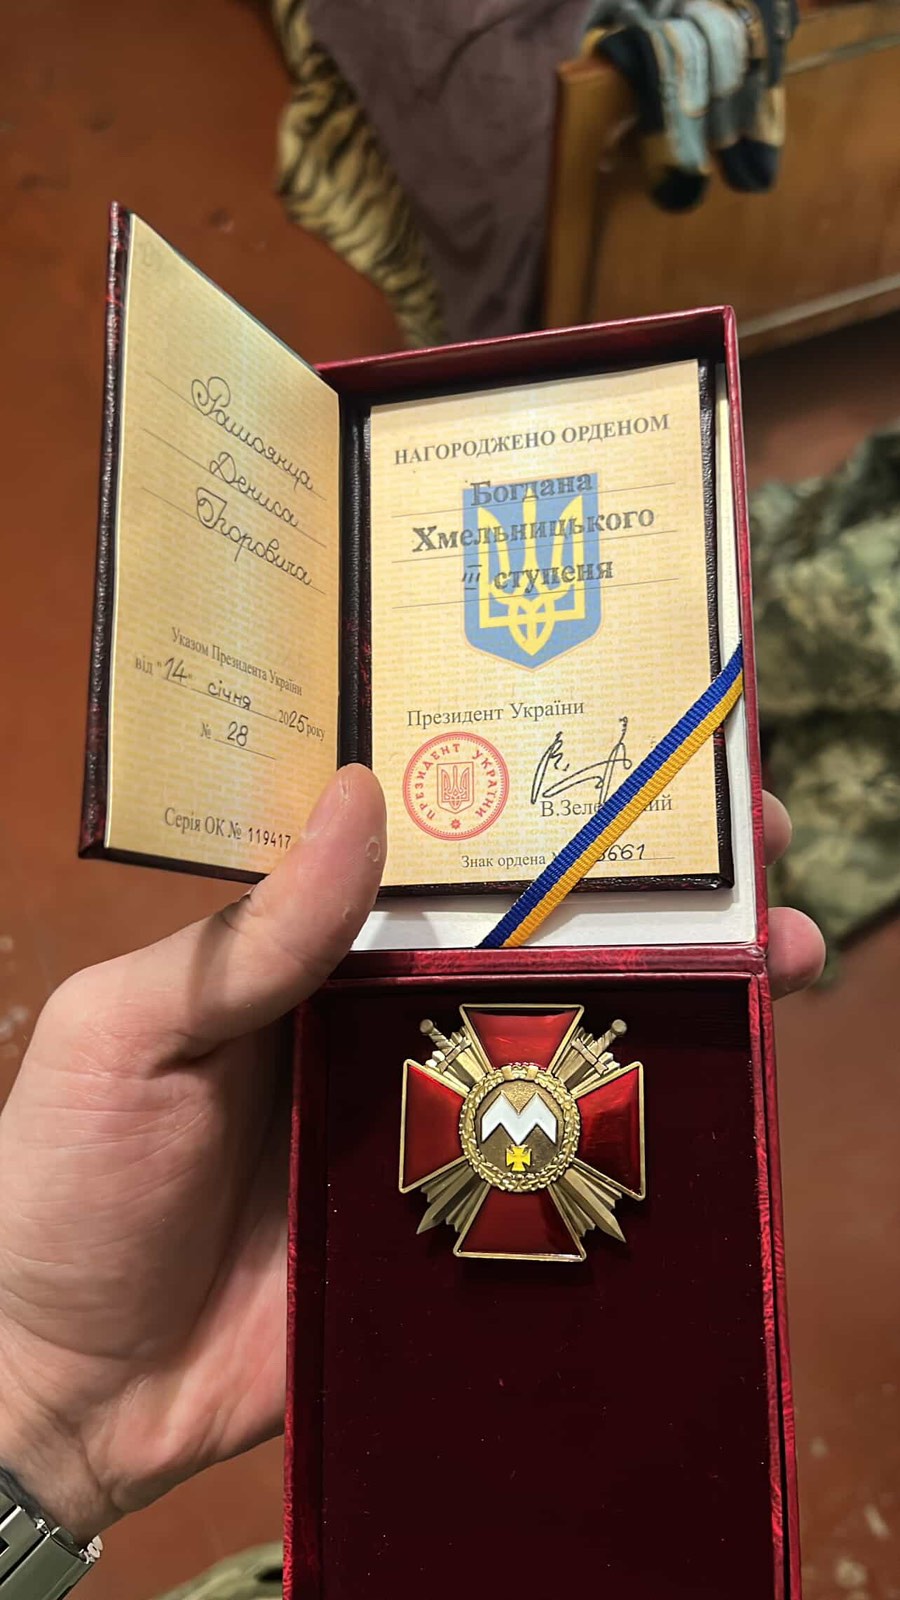 Дениса
Ігоровича
Указом Президента України
від "14" січня 2025 року
№ 28
Серія ОК № 119417
НАГОРОДЖЕНО ОРДЕНОМ
Богдана
Хмельницького
III ступеня
Президент України
ПРЕЗИДЕНТ УКРАЇНИ
Знак ордена